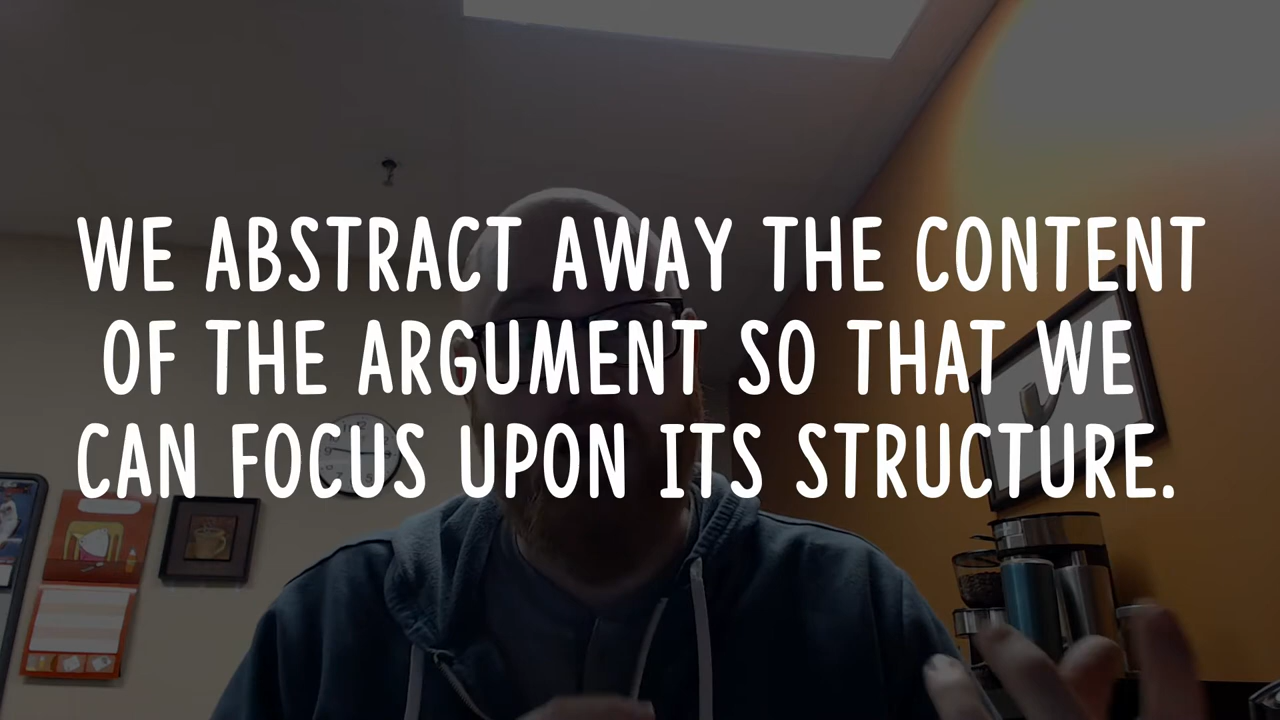 WE ABSTRACT AWAY THE CONTENT
OF THE ARGUMENT SO THAT WE
CAN FOCUS UPON ITS STRUCTURE.